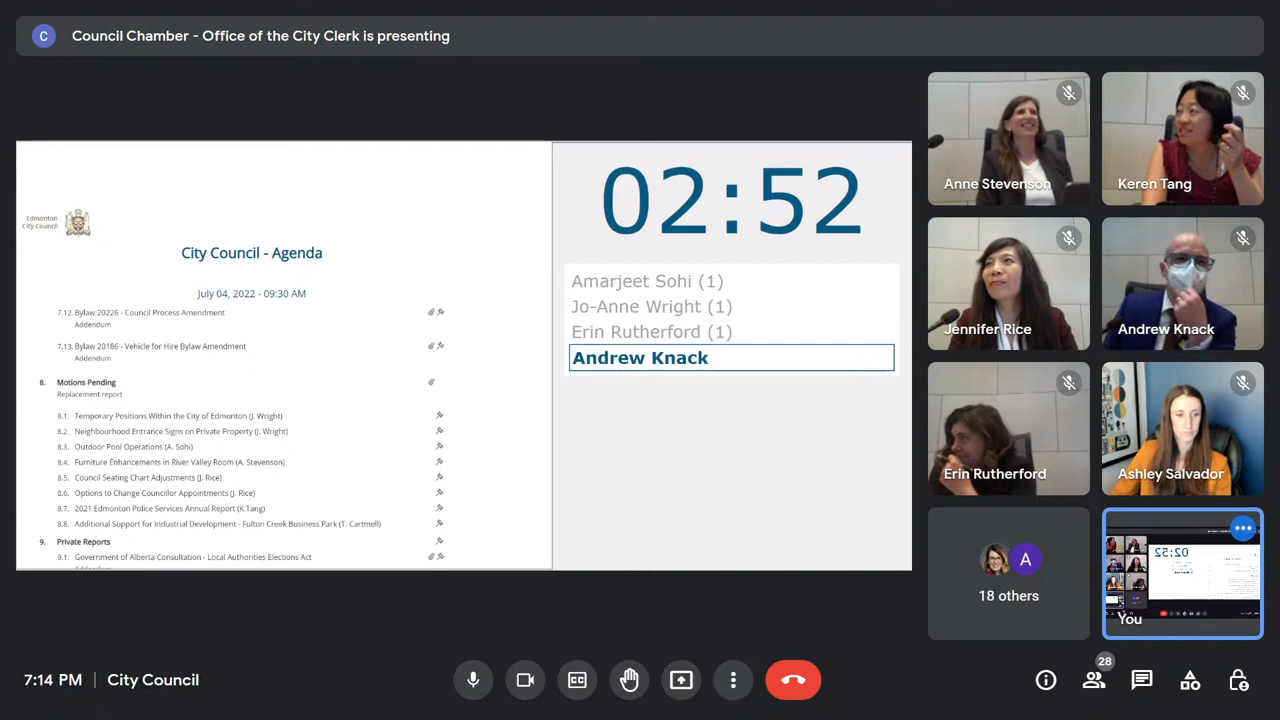 C Council Chamber - Office of the City Clerk is presenting
Edmonton
City Council
City Council - Agenda
July 04, 2022 - 09:30 AM
7.12. Bylaw 20226 - Council Process Amendment
Addendum
7.13. Bylaw 20186 - Vehicle for Hire Bylaw Amendment
Addendum
8. Motions Pending
Replacement report
8.1. Temporary Positions Within the City of Edmonton (J. Wright)
8.2. Neighbourhood Entrance Signs on Private Property (J. Wright)
8.3. Outdoor Pool Operations (A. Sohi)
8.4. Furniture Enhancements in River Valley Room (A. Stevenson)
8.5. Council Seating Chart Adjustments (J. Rice)
8.6. Options to Change Councillor Appointments (J. Rice)
8.7. 2021 Edmonton Police Services Annual Report (K.Tang)
8.8. Additional Support for Industrial Development - Fulton Creek Business Park (T. Cartmell)
9. Private Reports
9.1. Government of Alberta Consultation - Local Authorities Elections Act
02:52
Amarjeet Sohi (1)
Jo-Anne Wright (1)
Erin Rutherford (1)
Andrew Knack
Anne Stevenson
Keren Tang
Jennifer Rice
Andrew Knack
Erin Rutherford
Ashley Salvador
A
18 others
02:52
You
7:14 PM | City Council
CC
28